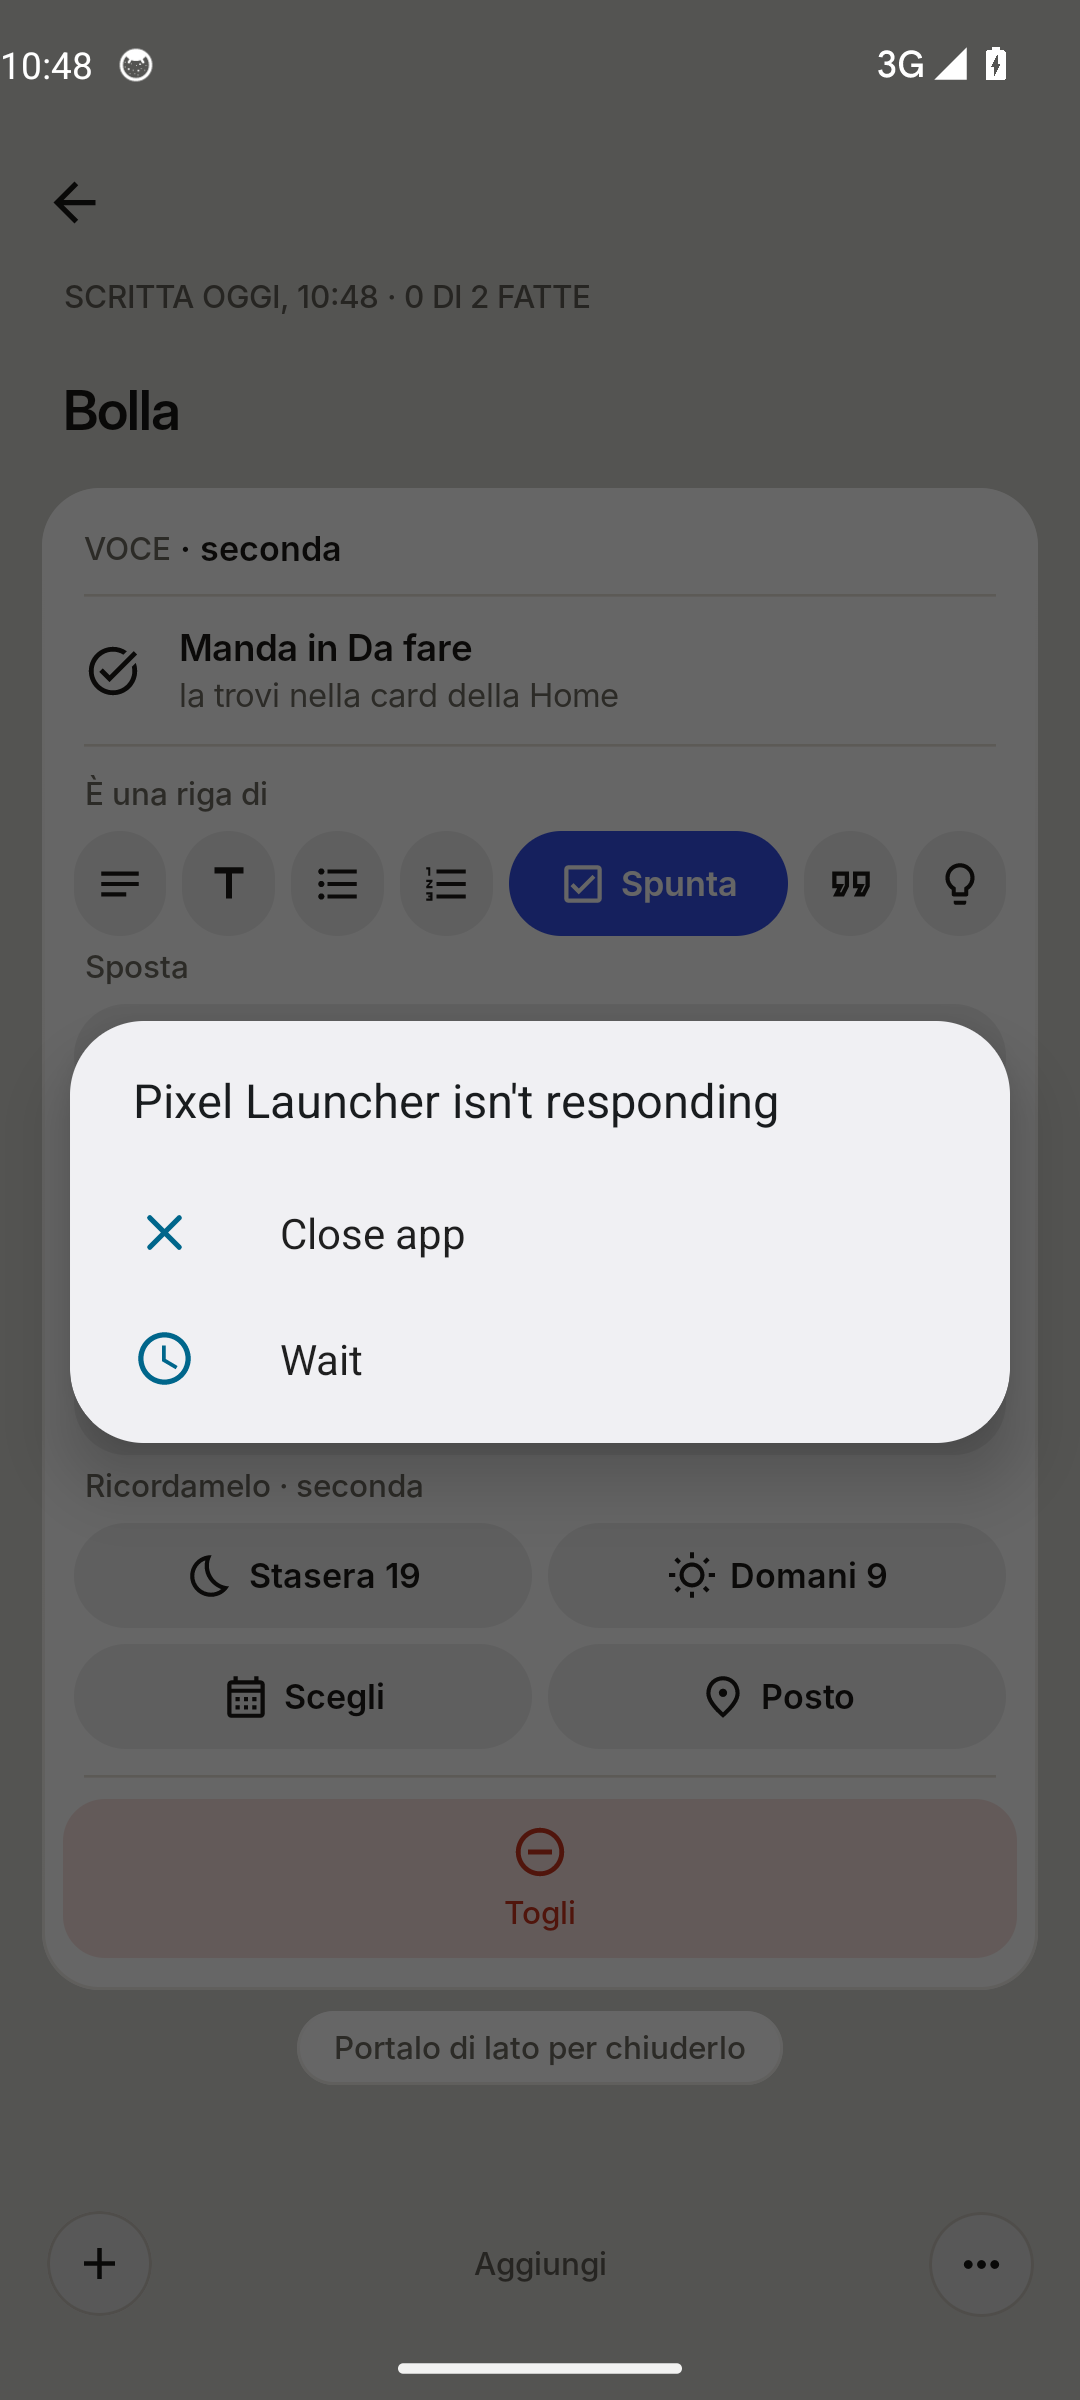 10:48
3G
SCRITTA OGGI, 10:48 · 0 DI 2 FATTE
Bolla
VOCE · seconda
Manda in Da fare
la trovi nella card della Home
È una riga di
Spunta
Sposta
Pixel Launcher isn't responding
Close app
Wait
Ricordamelo · seconda
Stasera 19
Domani 9
Scegli
Posto
Togli
Portalo di lato per chiuderlo
Aggiungi